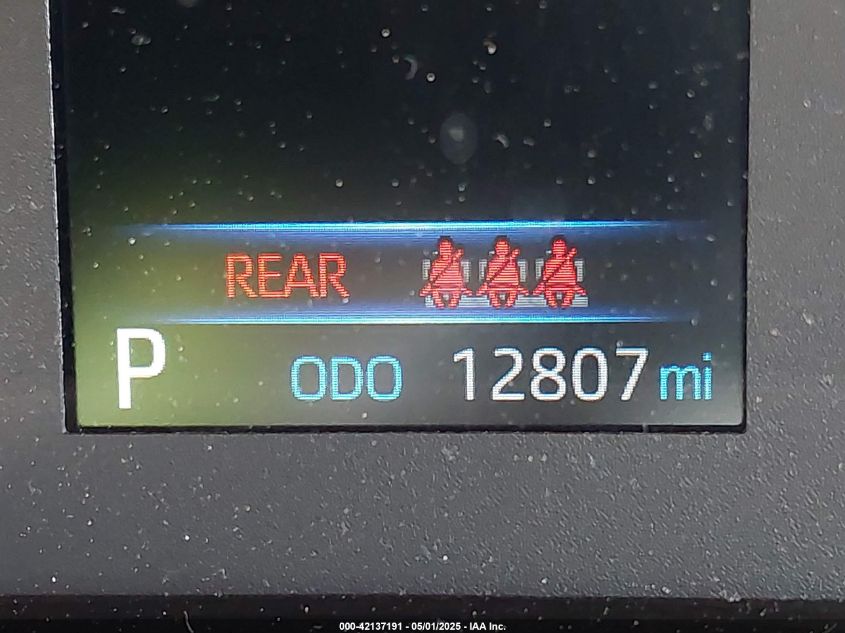 REAR
P ODO 12807 mi
000-42137191 - 05/01/2025 - IAA Inc.